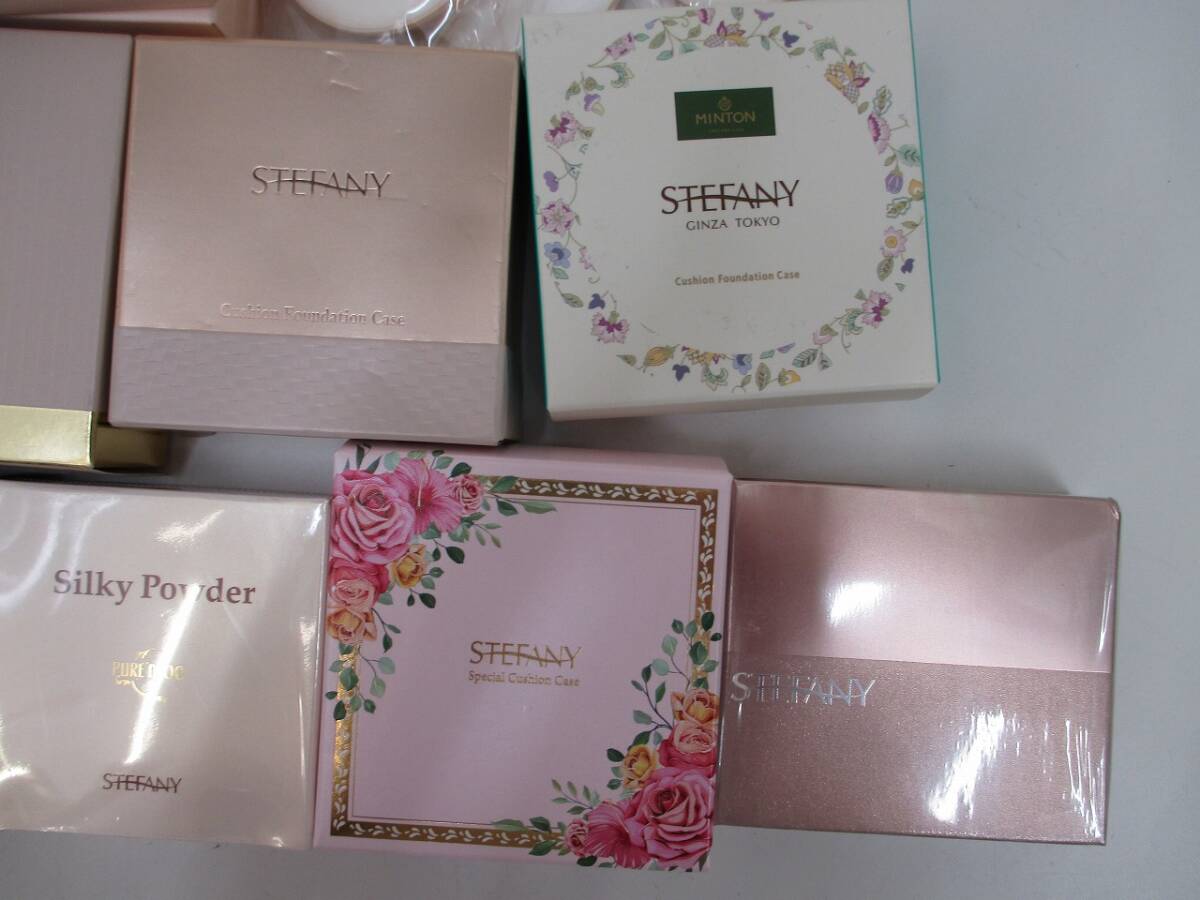 STEFANY
Cushion Foundation Case
MINTON
STEFANY
GINZA TOKYO
Cushion Foundation Case
Silky Powder
STEFANY
STEFANY
Special Cushion Case
STEFANY